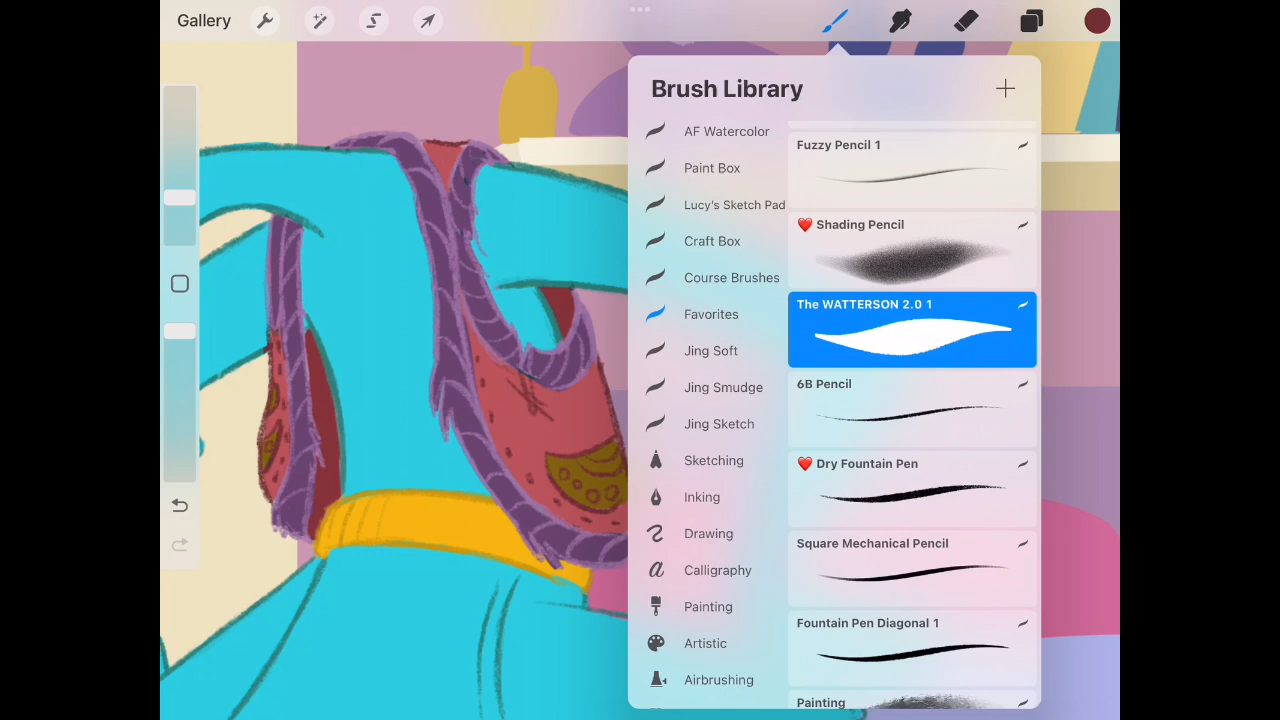 Gallery
Brush Library
AF Watercolor
Paint Box
Lucy's Sketch Pad
Craft Box
Course Brushes
Favorites
Jing Soft
Jing Smudge
Jing Sketch
Sketching
Inking
Drawing
Calligraphy
Painting
Artistic
Airbrushing
Fuzzy Pencil 1
❤️ Shading Pencil
The WATTERSON 2.0 1
6B Pencil
❤️ Dry Fountain Pen
Square Mechanical Pencil
Fountain Pen Diagonal 1
Painting